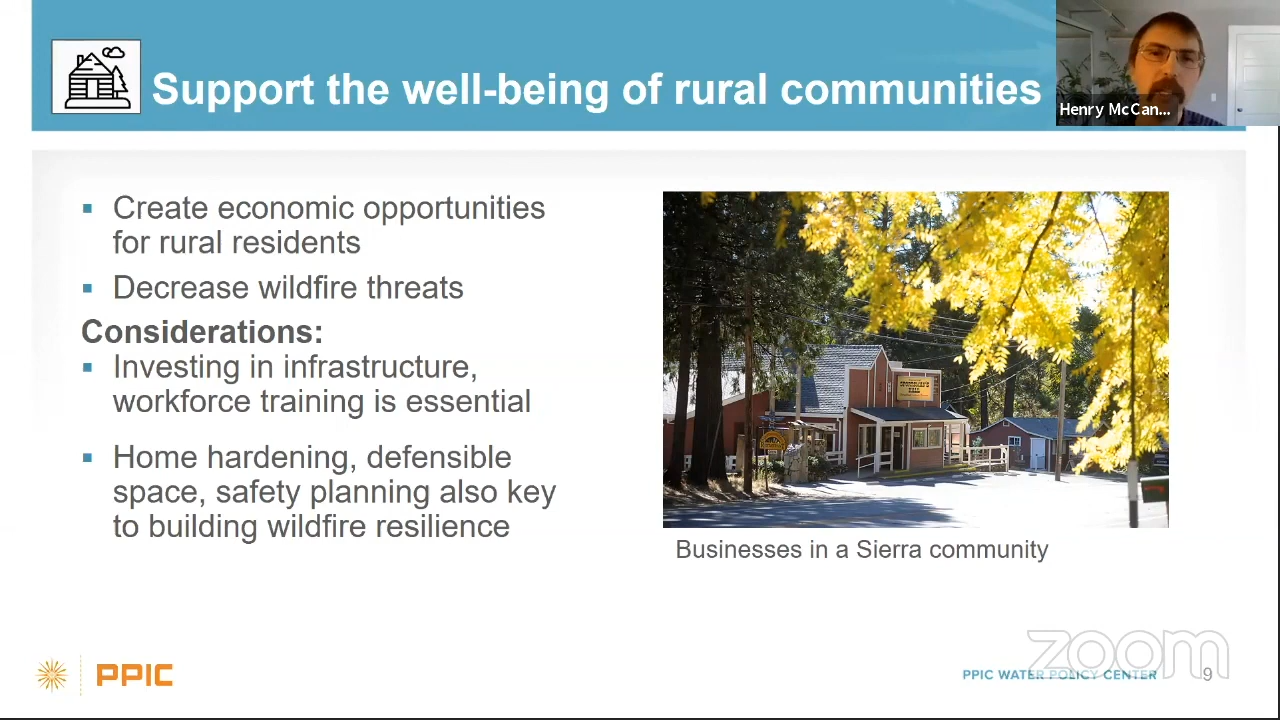 Support the well-being of rural communities
Henry McCan...
▪ Create economic opportunities
for rural residents
▪ Decrease wildfire threats
Considerations:
▪ Investing in infrastructure,
workforce training is essential
▪ Home hardening, defensible
space, safety planning also key
to building wildfire resilience
Businesses in a Sierra community
PPIC
PPIC WATER POLICY CENTER
zoom
9